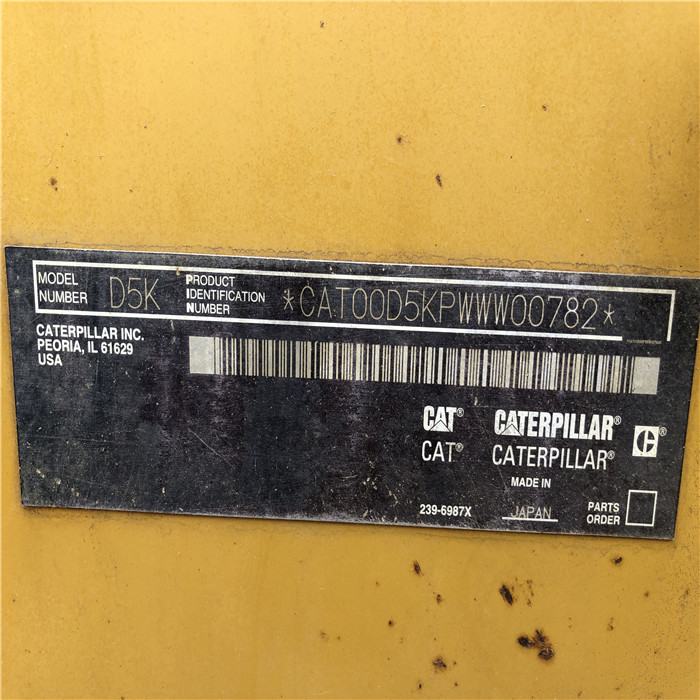 MODEL NUMBER D5K
PRODUCT IDENTIFICATION NUMBER *CAT00D5KPWWW00782*
CATERPILLAR INC.
PEORIA, IL 61629
USA
CAT® CATERPILLAR® C
CAT® CATERPILLAR®
MADE IN
239-6987X JAPAN
PARTS ORDER